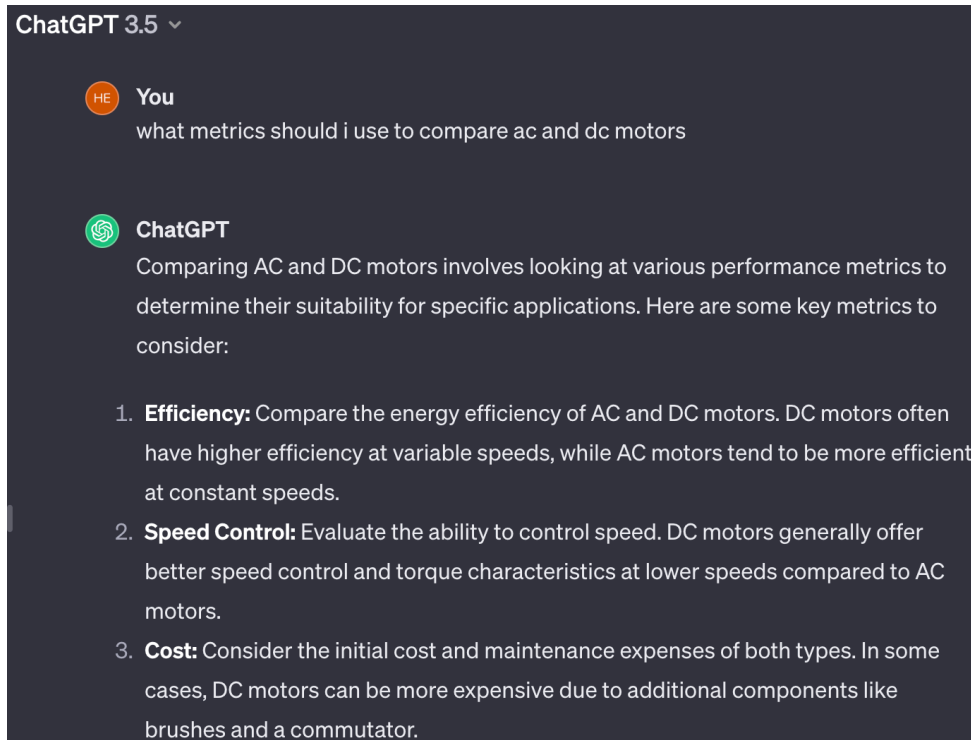 ChatGPT 3.5
HE
You
what metrics should i use to compare ac and dc motors
ChatGPT
Comparing AC and DC motors involves looking at various performance metrics to
determine their suitability for specific applications. Here are some key metrics to
consider:
1. Efficiency: Compare the energy efficiency of AC and DC motors. DC motors often
have higher efficiency at variable speeds, while AC motors tend to be more efficient
at constant speeds.
2. Speed Control: Evaluate the ability to control speed. DC motors generally offer
better speed control and torque characteristics at lower speeds compared to AC
motors.
3. Cost: Consider the initial cost and maintenance expenses of both types. In some
cases, DC motors can be more expensive due to additional components like
brushes and a commutator.